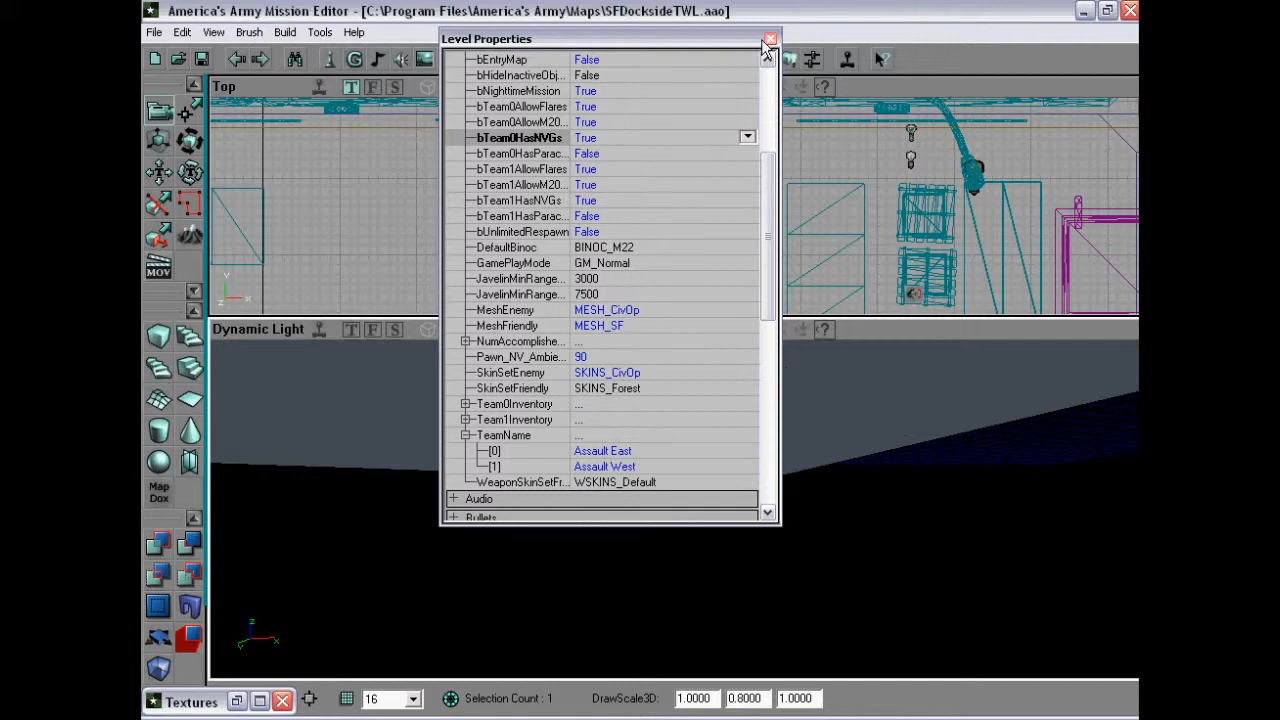 America's Army Mission Editor - [C:\Program Files\America's Army\Maps\SFDocksideTWL.aao]
File Edit View Brush Build Tools Help
Level Properties
Top
T F S
bEntryMap False
bHideInactiveObj... False
bNighttimeMission True
bTeam0AllowFlares True
bTeam0AllowM20... True
bTeam0HasNVGs True
bTeam0HasParac... False
bTeam1AllowFlares True
bTeam1AllowM20... True
bTeam1HasNVGs True
bTeam1HasParac... False
bUnlimitedRespawn False
DefaultBinoc BINOC_M22
GamePlayMode GM_Normal
JavelinMinRange... 3000
JavelinMinRange... 7500
MeshEnemy MESH_CivOp
MeshFriendly MESH_SF
NumAccomplishe... ...
Pawn_NV_Ambie... 90
SkinSetEnemy SKINS_CivOp
SkinSetFriendly SKINS_Forest
Team0Inventory ...
Team1Inventory ...
TeamName ...
[0] Assault East
[1] Assault West
WeaponSkinSetFr... WSKINS_Default
Audio
Bullets
MOV
Y
X
Z
Dynamic Light
T F S
Map
Dox
Z
Y X
Textures
16
Selection Count : 1
DrawScale3D: 1.0000 0.8000 1.0000